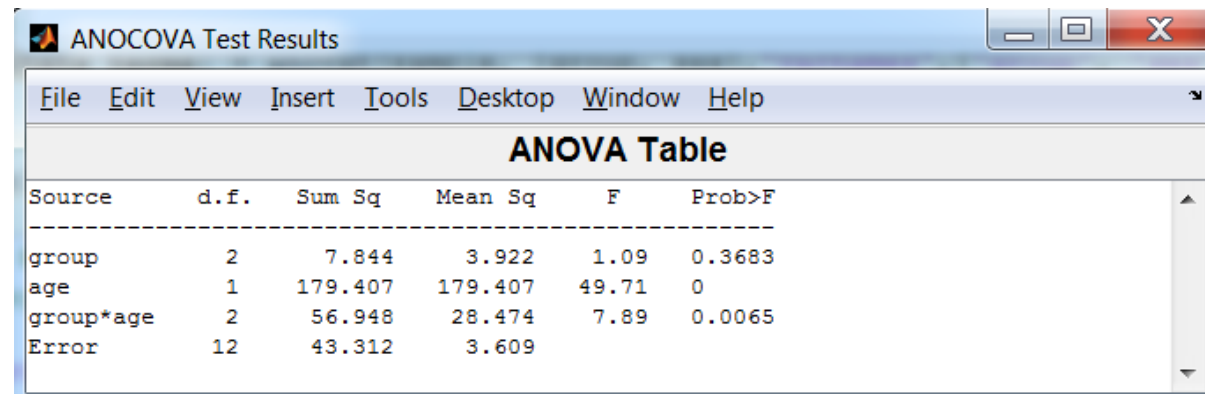 ANOCOVA Test Results
File Edit View Insert Tools Desktop Window Help
ANOVA Table
Source d.f. Sum Sq Mean Sq F Prob>F
-----------------------------------------------------
group 2 7.844 3.922 1.09 0.3683
age 1 179.407 179.407 49.71 0
group*age 2 56.948 28.474 7.89 0.0065
Error 12 43.312 3.609